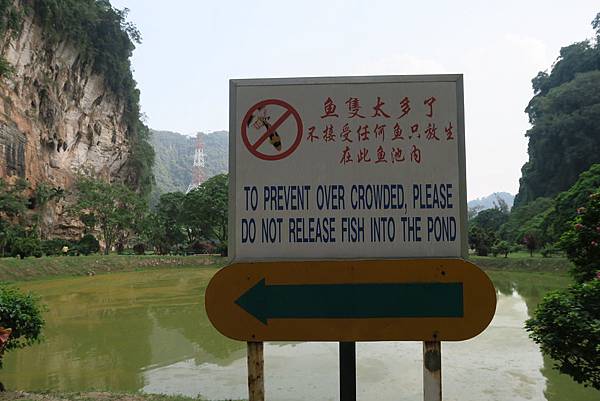 鱼隻太多了
不接受任何鱼只放生
在此鱼池内
TO PREVENT OVER CROWDED, PLEASE
DO NOT RELEASE FISH INTO THE POND